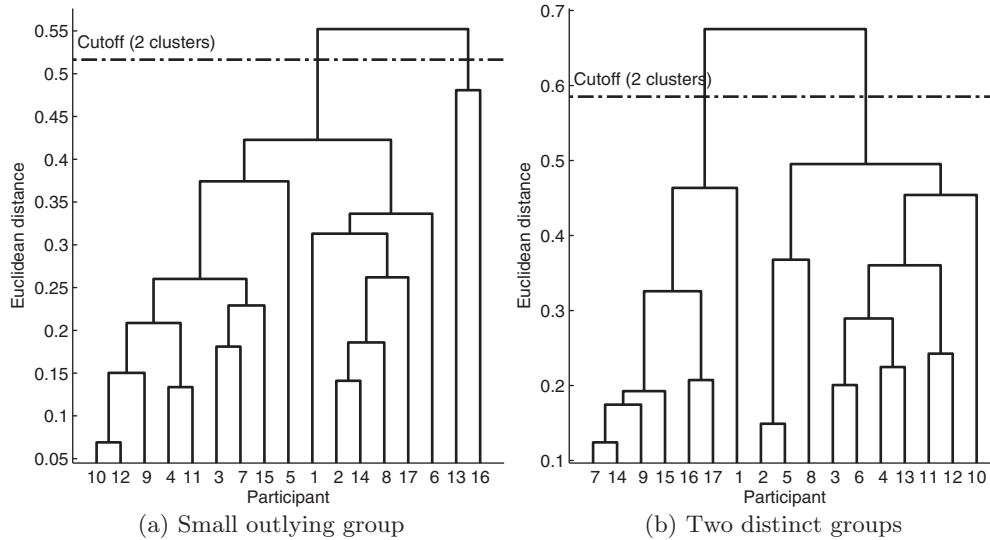 0.55
Cutoff (2 clusters)
0.5
0.45
0.4
0.35
0.3
0.25
0.2
0.15
0.1
0.05
Euclidean distance
10 12 9 4 11 3 7 15 5 1 2 14 8 17 6 13 16
Participant
(a) Small outlying group
0.7
0.6
Cutoff (2 clusters)
0.5
0.4
0.3
0.2
0.1
Euclidean distance
7 14 9 15 16 17 1 2 5 8 3 6 4 13 11 12 10
Participant
(b) Two distinct groups